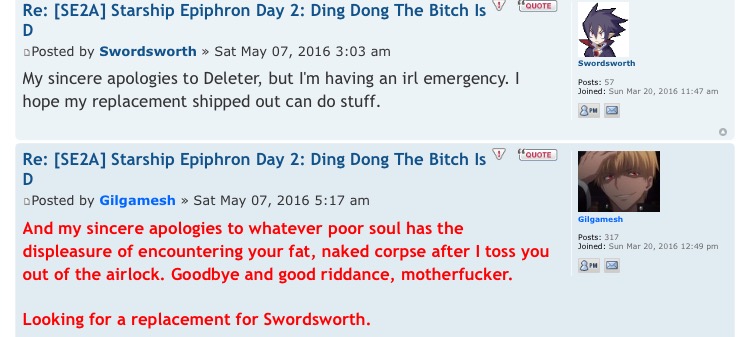 Re: [SE2A] Starship Epiphron Day 2: Ding Dong The Bitch Is
D
QUOTE
Posted by Swordsworth » Sat May 07, 2016 3:03 am
My sincere apologies to Deleter, but I'm having an irl emergency. I
hope my replacement shipped out can do stuff.
Swordsworth
Posts: 57
Joined: Sun Mar 20, 2016 11:47 am
PM
Re: [SE2A] Starship Epiphron Day 2: Ding Dong The Bitch Is
D
QUOTE
Posted by Gilgamesh » Sat May 07, 2016 5:17 am
And my sincere apologies to whatever poor soul has the
displeasure of encountering your fat, naked corpse after I toss you
out of the airlock. Goodbye and good riddance, motherfucker.
Looking for a replacement for Swordsworth.
Gilgamesh
Posts: 317
Joined: Sun Mar 20, 2016 12:49 pm
PM